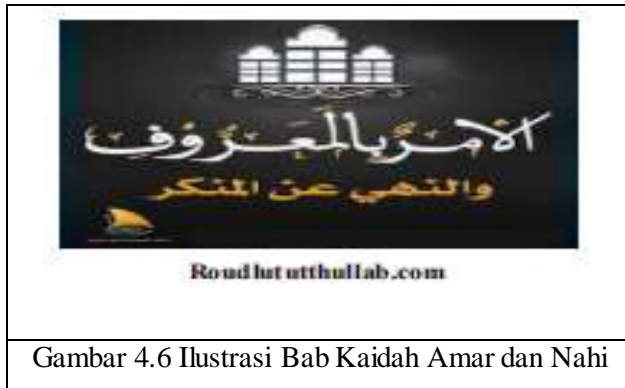 الأمر بالمعروف
والنهي عن المنكر
Roudlututthullab.com
Gambar 4.6 Ilustrasi Bab Kaidah Amar dan Nahi